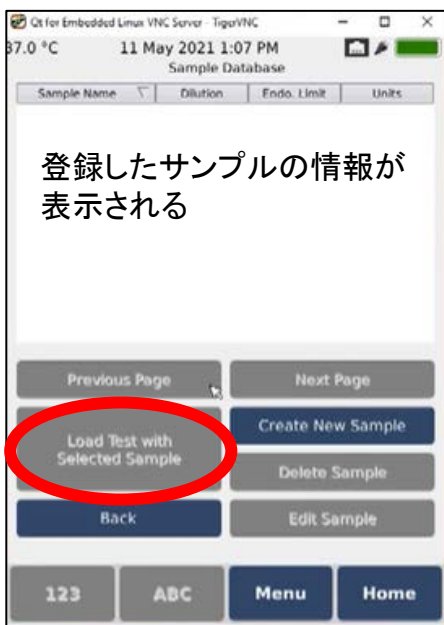 Qt for Embedded Linux VNC Server - TigerVNC
37.0 °C 11 May 2021 1:07 PM
Sample Database
Sample Name Dilution Endo. Limit Units
登録したサンプルの情報が
表示される
Previous Page Next Page
Load Test with
Selected Sample
Create New Sample
Delete Sample
Back Edit Sample
123 ABC Menu Home